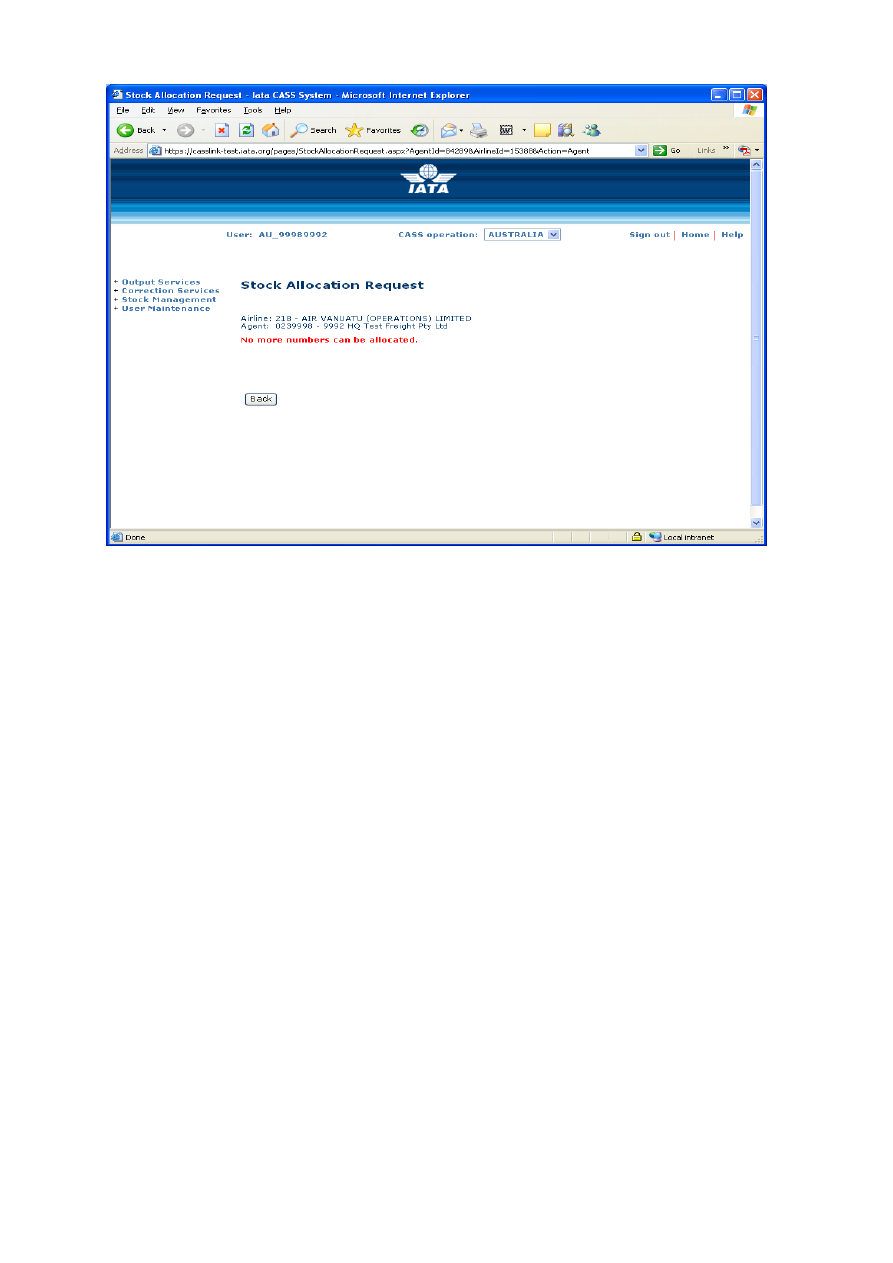 Stock Allocation Request - Iata CASS System - Microsoft Internet Explorer
File Edit View Favorites Tools Help
Back Search Favorites
Address https://casslink-test.iata.org/pages/StockAllocationRequest.aspx?AgentId=84289&AirlineId=15388&Action=Agent Go Links »
IATA
User: AU_99989992 CASS operation: AUSTRALIA Sign out | Home | Help
+ Output Services
+ Correction Services
+ Stock Management
+ User Maintenance
Stock Allocation Request
Airline: 218 - AIR VANUATU (OPERATIONS) LIMITED
Agent: 0239998 - 9992 HQ Test Freight Pty Ltd
No more numbers can be allocated.
Back
Done Local intranet